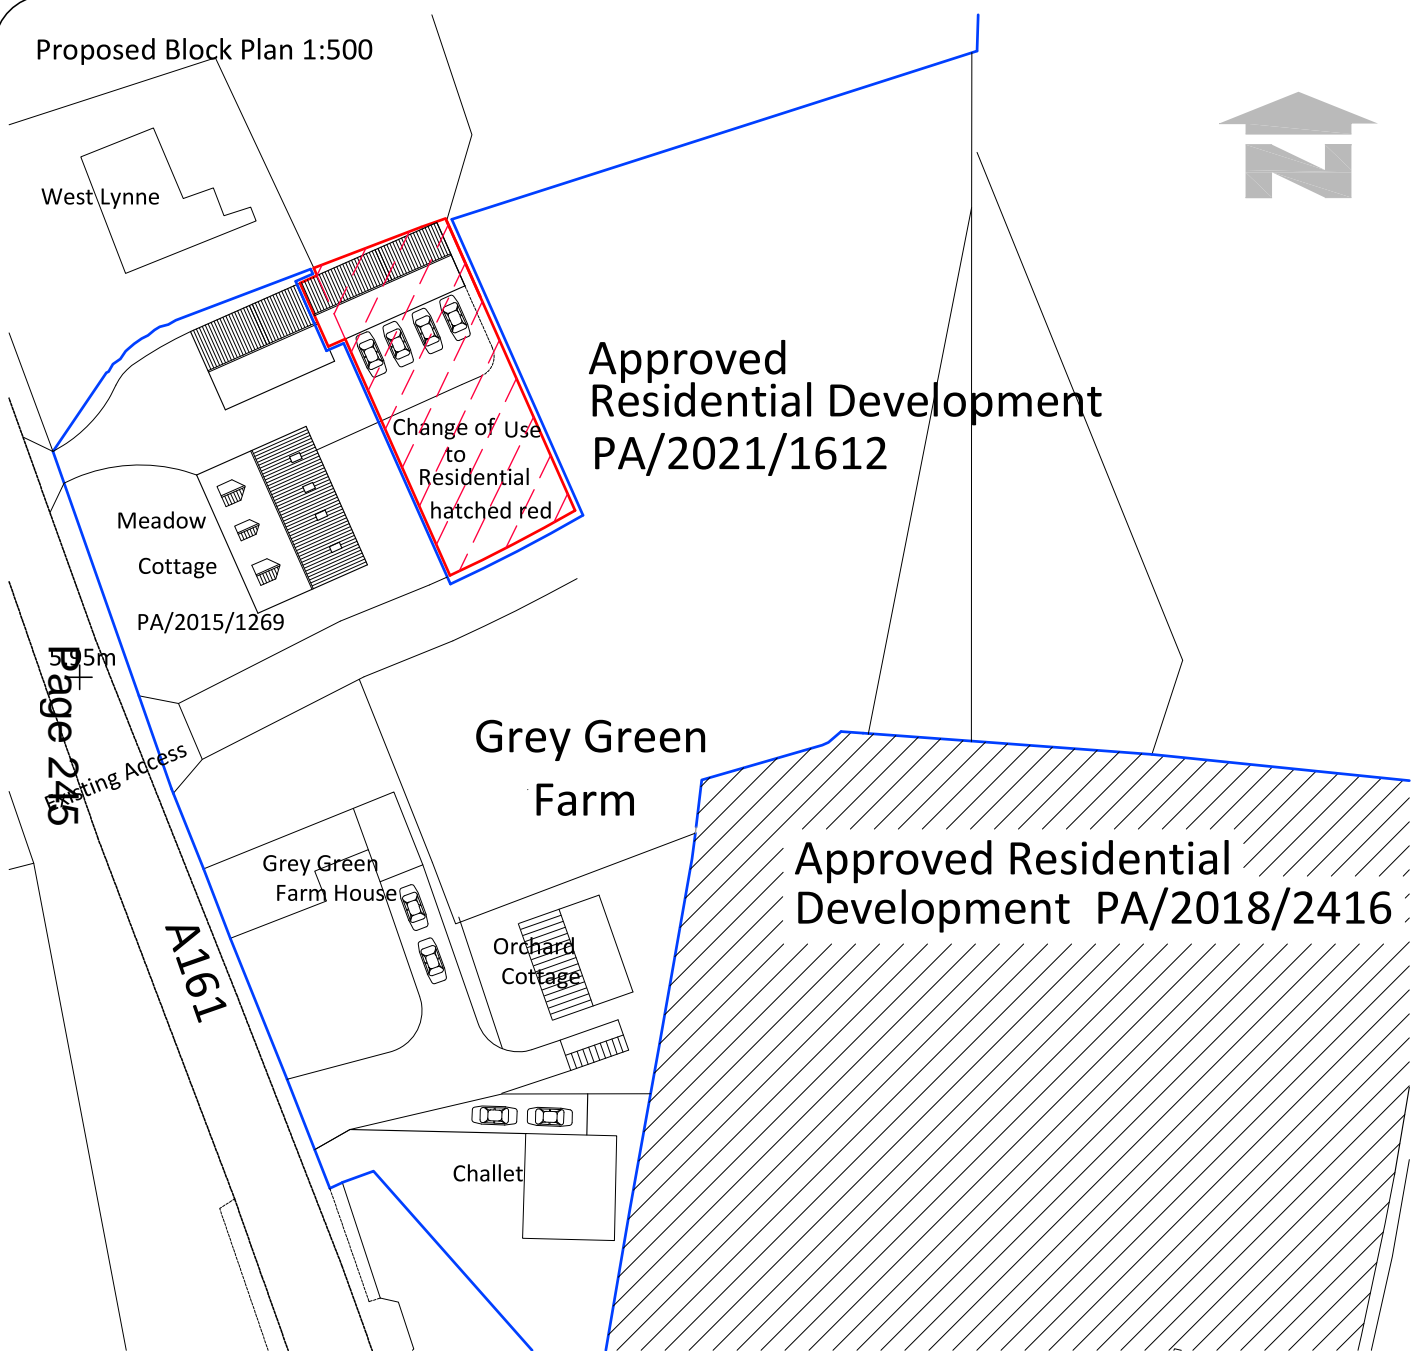 Proposed Block Plan 1:500
West Lynne
N
Approved
Residential Development
PA/2021/1612
Change of Use
to
Residential
hatched red
Meadow
Cottage
PA/2015/1269
5.95m
Page 245
Existing Access
Grey Green
Farm
Approved Residential
Development PA/2018/2416
Grey Green
Farm House
A161
Orchard
Cottage
Challet